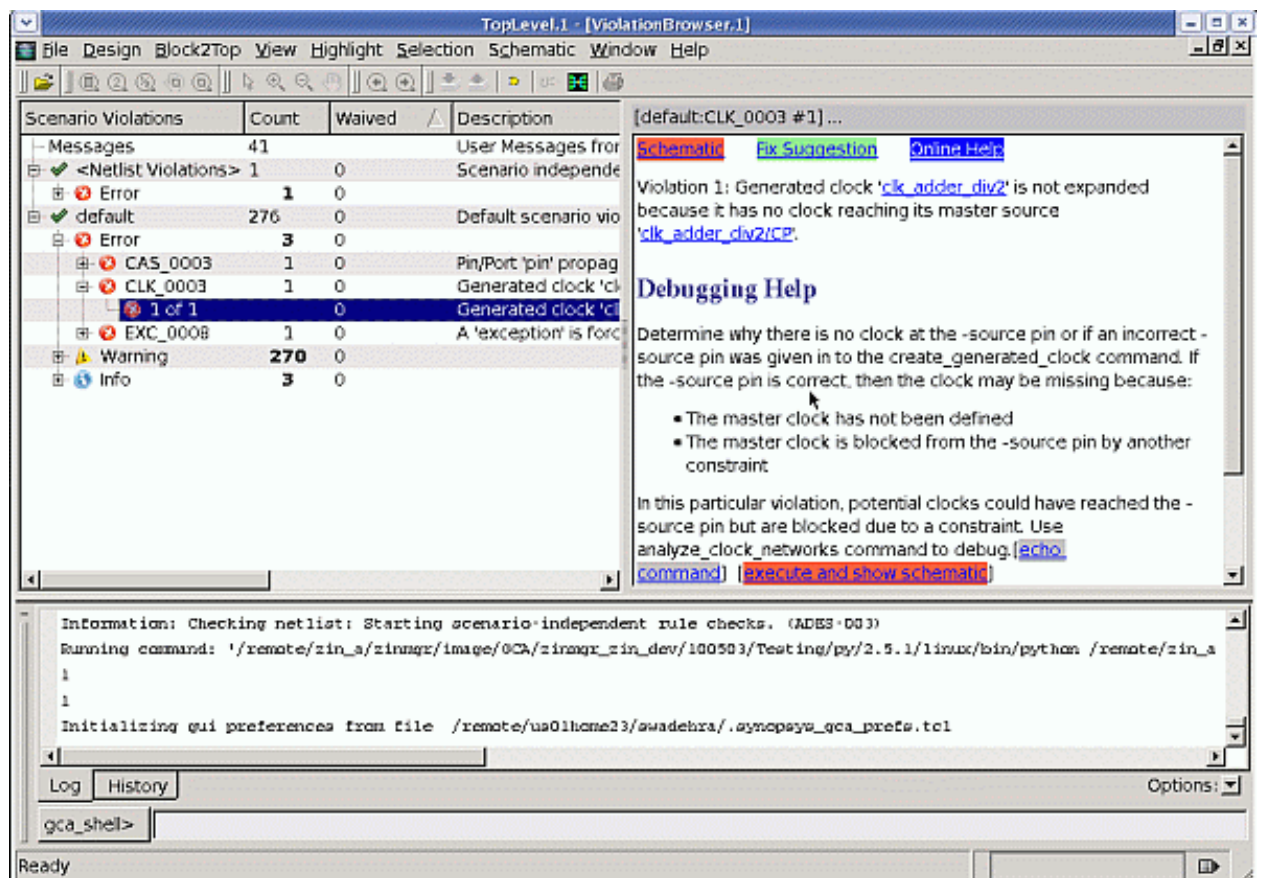 TopLevel.1 - [ViolationBrowser.1]
File Design Block2Top View Highlight Selection Schematic Window Help
Scenario Violations Count Waived Description
Messages 41 User Messages fror
<Netlist Violations> 1 0 Scenario independe
Error 1 0
default 276 0 Default scenario vio
Error 3 0
CAS_0003 1 0 Pin/Port 'pin' propag
CLK_0003 1 0 Generated clock 'cl
1 of 1 0 Generated clock 'cl
EXC_0008 1 0 A 'exception' is forc
Warning 270 0
Info 3 0
[default:CLK_0003 #1] ...
Schematic Fix Suggestion Online Help
Violation 1: Generated clock 'clk_adder_div2' is not expanded
because it has no clock reaching its master source
'clk_adder_div2/CP'.
Debugging Help
Determine why there is no clock at the -source pin or if an incorrect -
source pin was given in to the create_generated_clock command. If
the -source pin is correct, then the clock may be missing because:
• The master clock has not been defined
• The master clock is blocked from the -source pin by another
constraint
In this particular violation, potential clocks could have reached the -
source pin but are blocked due to a constraint. Use
analyze_clock_networks command to debug.[echo
command] [execute and show schematic]
Information: Checking netlist: Starting scenario-independent rule checks. (ADES-003)
Running command: '/remote/zin_a/zinmgr/image/GCA/zinmgr_zin_dev/100503/Testing/py/2.5.1/linux/bin/python /remote/zin_a
1
1
Initializing gui preferences from file /remote/us01home23/swadehra/.synopsys_gca_prefs.tcl
Log History Options:
gca_shell>
Ready